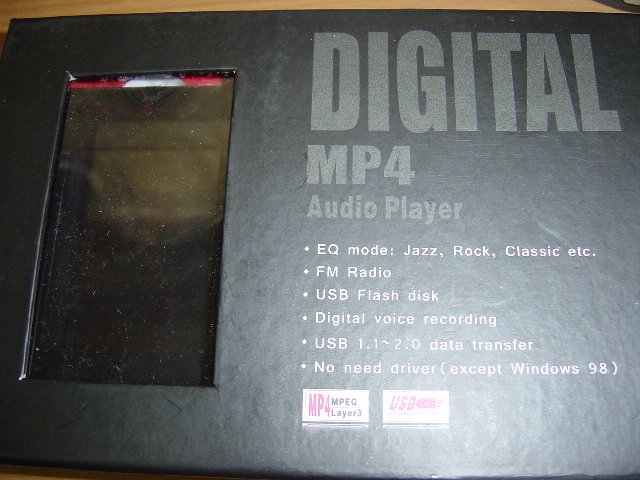 DIGITAL
MP4
Audio Player
• EQ mode: Jazz, Rock, Classic etc.
• FM Radio
• USB Flash disk
• Digital voice recording
• USB 1.1~2.0 data transfer
• No need driver(except Windows 98)
MP4 MPEG Layer3
USB